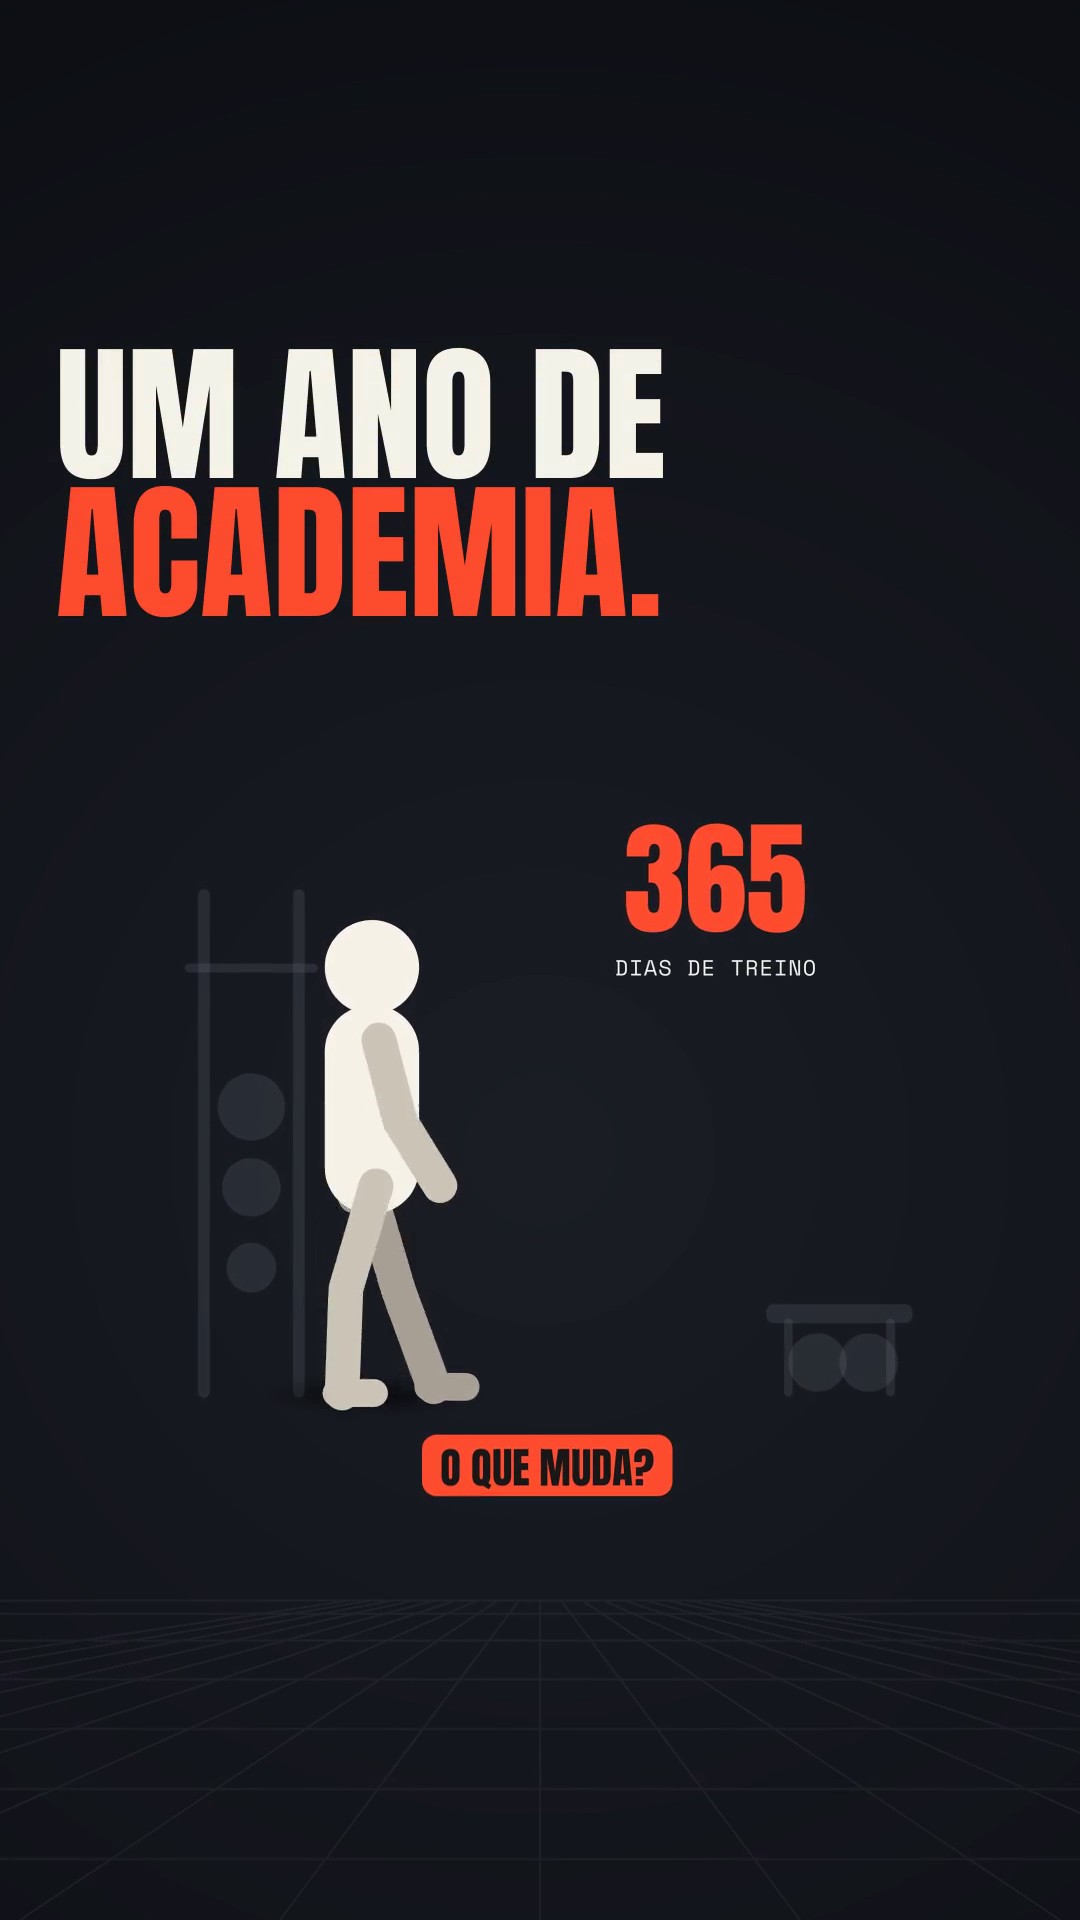 UM ANO DE
ACADEMIA.
365
DIAS DE TREINO
O QUE MUDA?